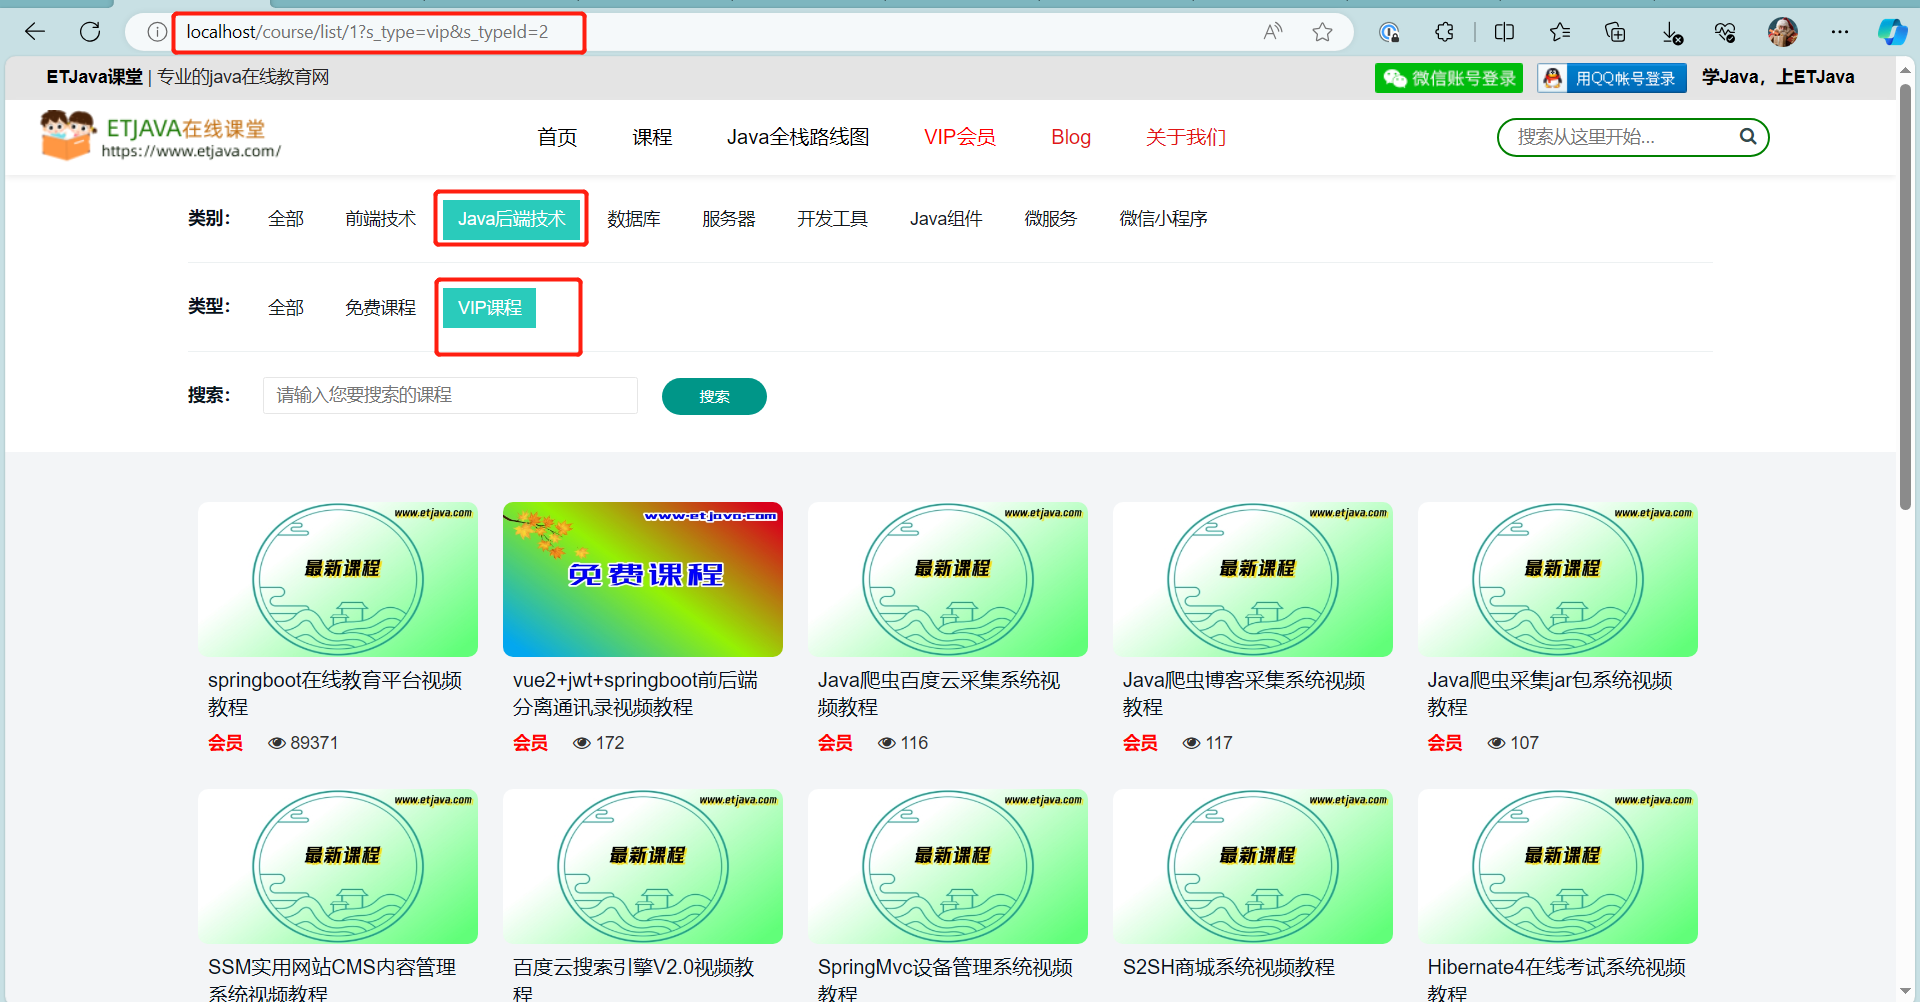 localhost/course/list/1?s_type=vip&s_typeId=2
ETJava课堂 | 专业的java在线教育网
微信账号登录
用QQ帐号登录
学Java，上ETJava
ETJAVA在线课堂
https://www.etjava.com/
首页 课程 Java全栈路线图 VIP会员 Blog 关于我们
搜索从这里开始...
类别： 全部 前端技术 Java后端技术 数据库 服务器 开发工具 Java组件 微服务 微信小程序
类型： 全部 免费课程 VIP课程
搜索： 请输入您要搜索的课程 搜索
www.etjava.com
最新课程
springboot在线教育平台视频
教程
会员 89371
www.etjava.com
免费课程
vue2+jwt+springboot前后端
分离通讯录视频教程
会员 172
www.etjava.com
最新课程
Java爬虫百度云采集系统视
频教程
会员 116
www.etjava.com
最新课程
Java爬虫博客采集系统视频
教程
会员 117
www.etjava.com
最新课程
Java爬虫采集jar包系统视频
教程
会员 107
www.etjava.com
最新课程
SSM实用网站CMS内容管理
系统视频教程
www.etjava.com
最新课程
百度云搜索引擎V2.0视频教
程
www.etjava.com
最新课程
SpringMvc设备管理系统视频
教程
www.etjava.com
最新课程
S2SH商城系统视频教程
www.etjava.com
最新课程
Hibernate4在线考试系统视频
教程